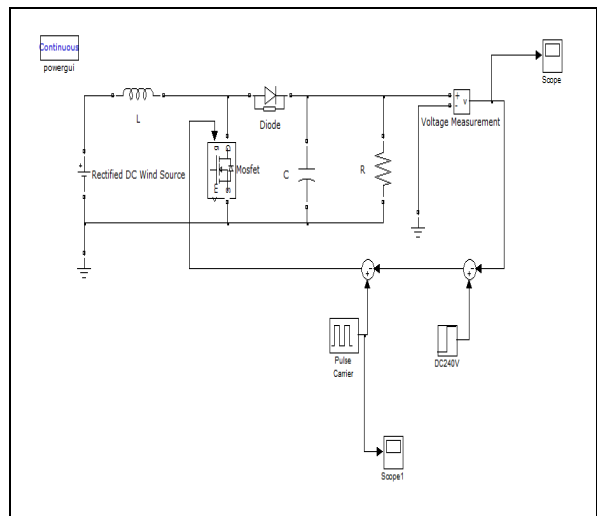 Continuous
powergui
Scope
L
Diode
Voltage Measurement
+
-
v
Rectified DC Wind Source
+
g
Mosfet
C
R
Pulse
Carrier
DC240V
Scope1